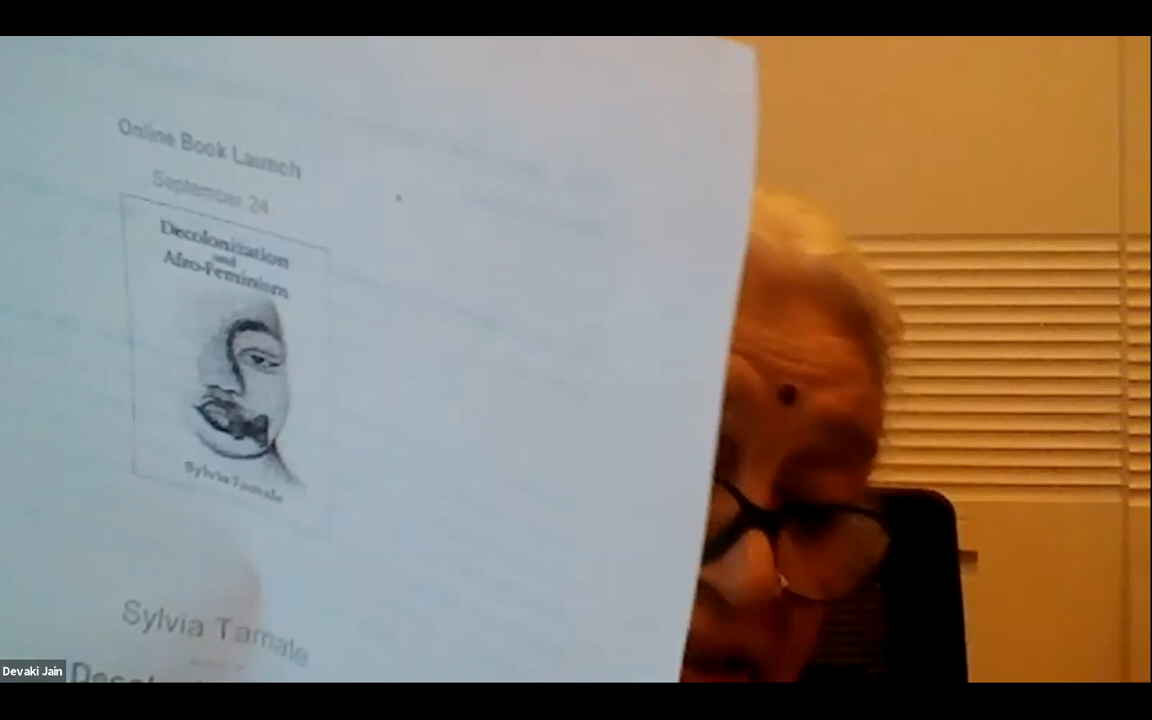 Online Book Launch
September 24
Decolonization
and
Afro-Feminism
Sylvia Tamale
Sylvia Tamale
Devaki Jain